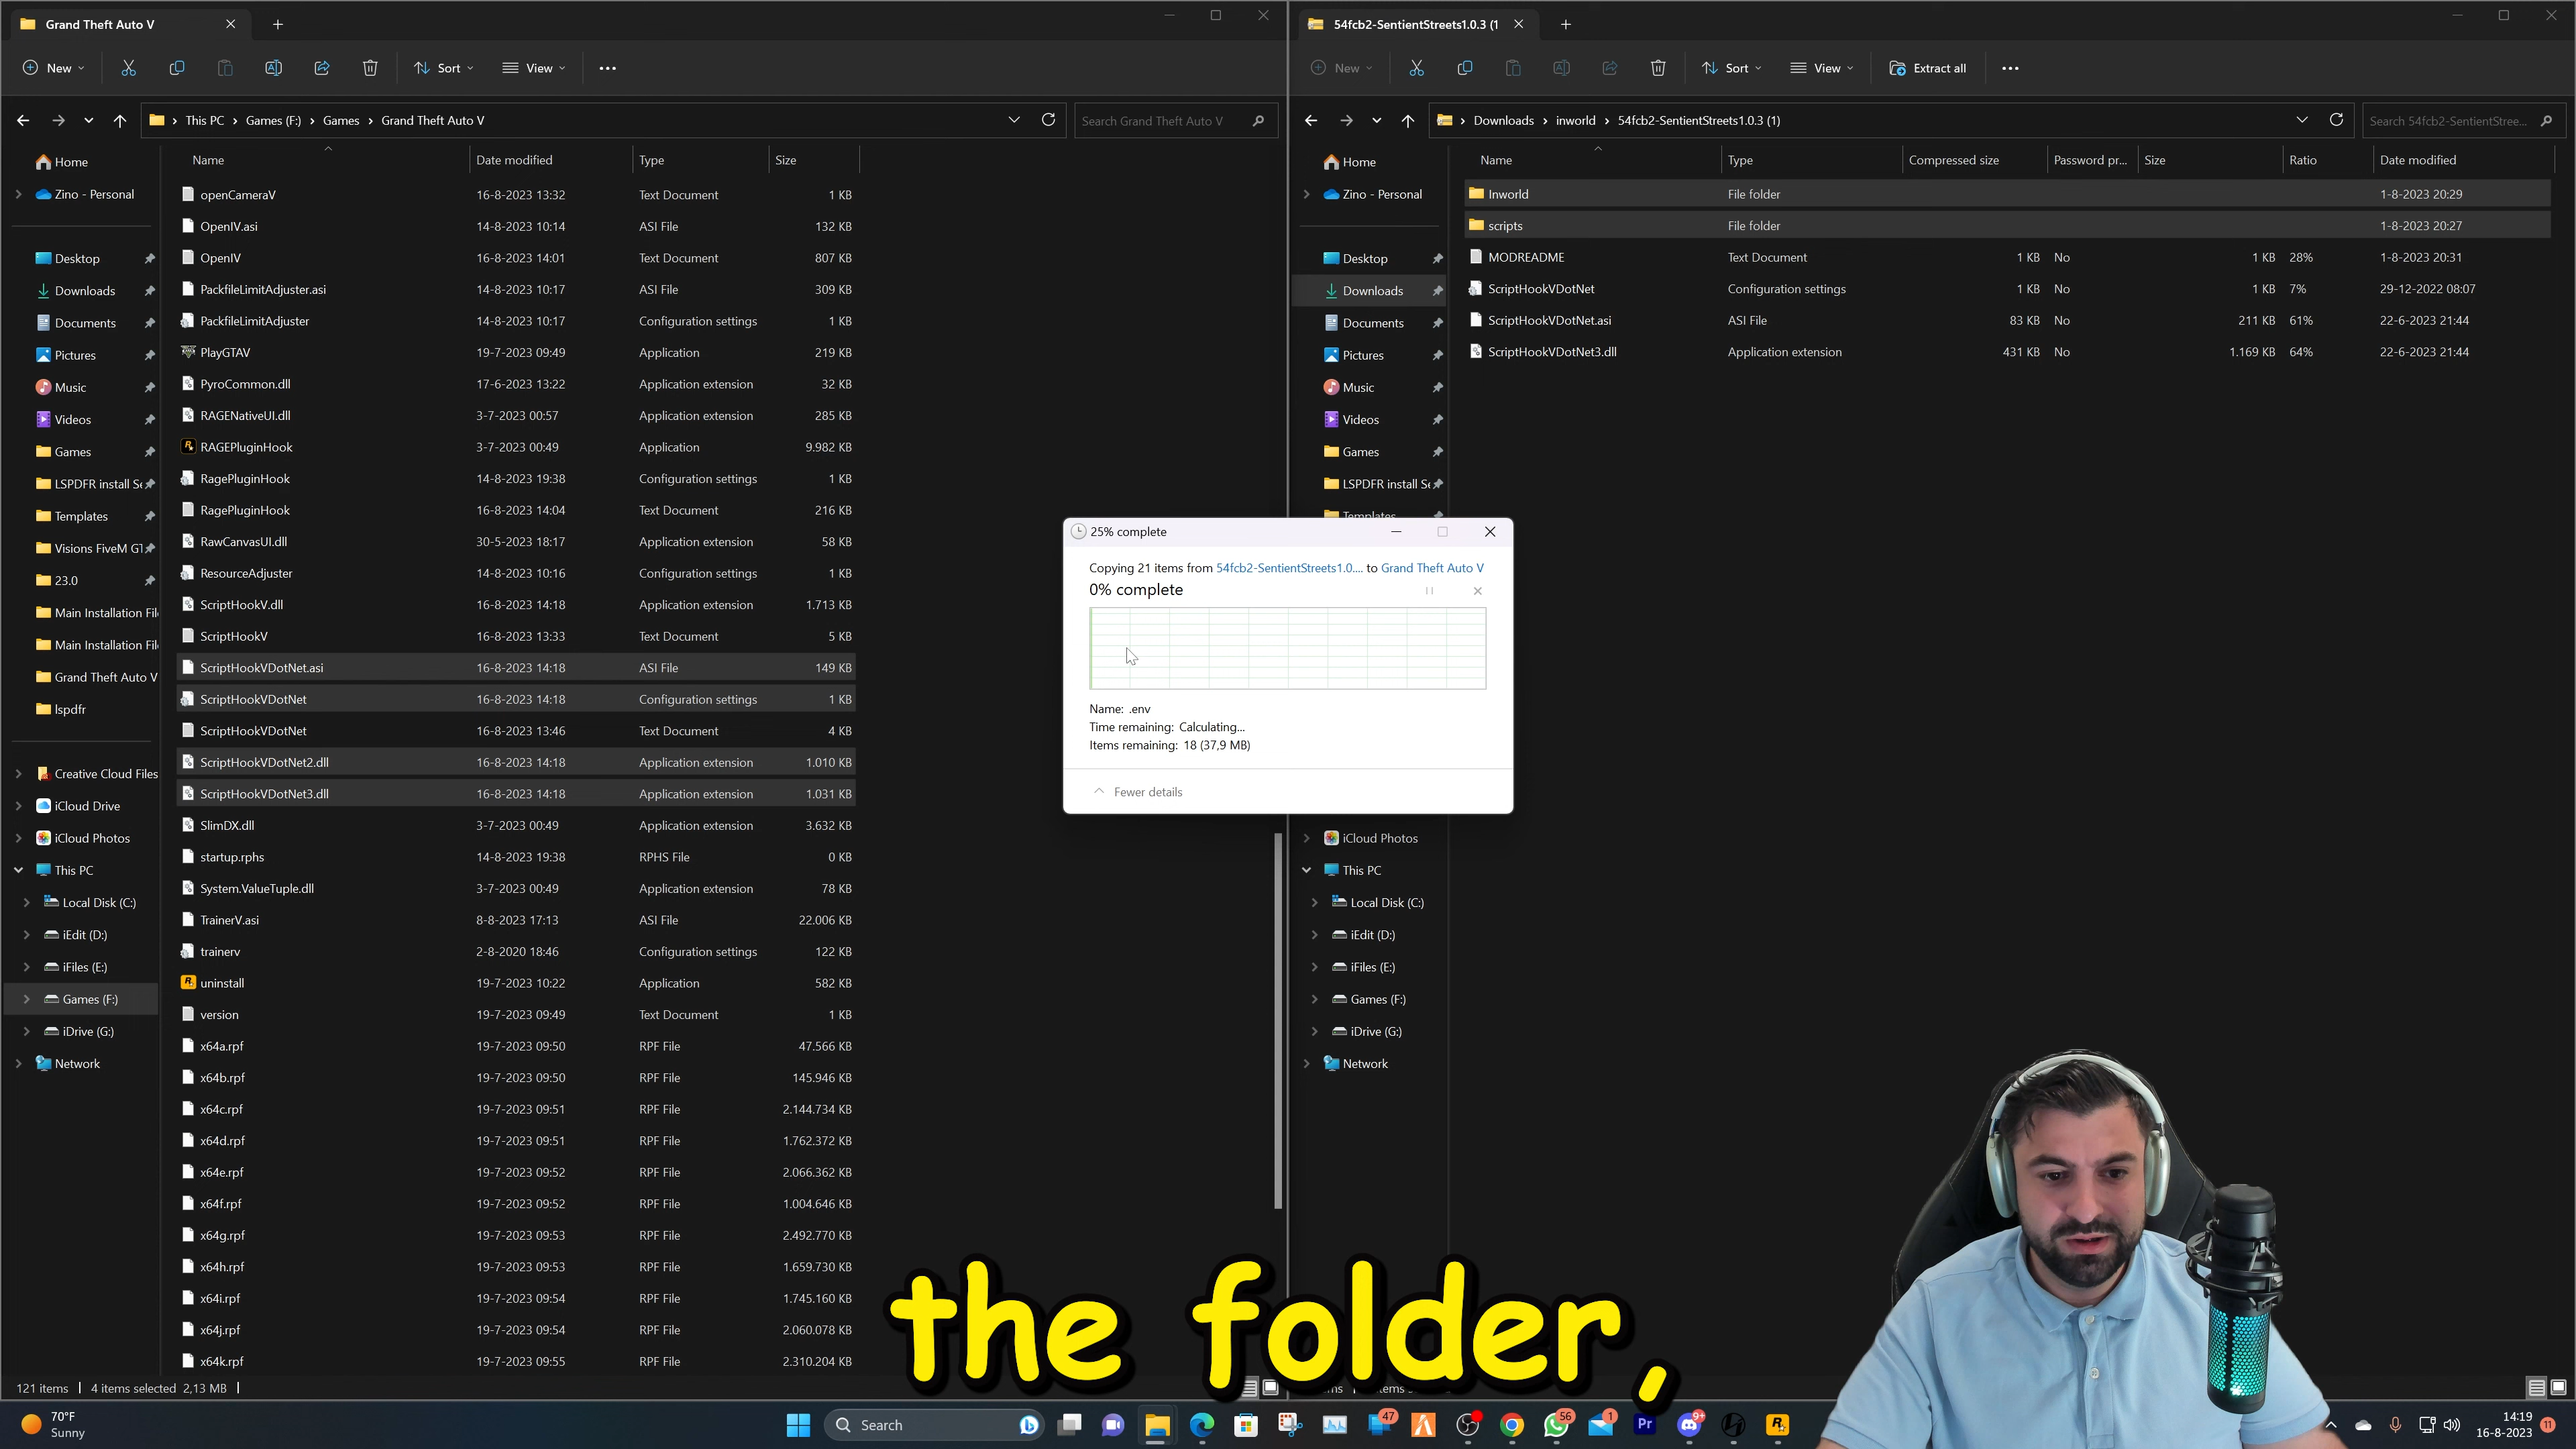 Grand Theft Auto V
New
Sort
View
This PC
Games (F:)
Games
Grand Theft Auto V
Search Grand Theft Auto V
Name
Date modified
Type
Size
Home
Zino - Personal
Desktop
Downloads
Documents
Pictures
Music
Videos
Games
LSPDFR install Se
Templates
Visions FiveM GT
23.0
Main Installation Fil
Main Installation Fil
Grand Theft Auto V
lspdfr
Creative Cloud Files
iCloud Drive
iCloud Photos
This PC
Local Disk (C:)
iEdit (D:)
iFiles (E:)
Games (F:)
iDrive (G:)
Network
openCameraV 16-8-2023 13:32 Text Document 1 KB
OpenIV.asi 14-8-2023 10:14 ASI File 132 KB
OpenIV 16-8-2023 14:01 Text Document 807 KB
PackfileLimitAdjuster.asi 14-8-2023 10:17 ASI File 309 KB
PackfileLimitAdjuster 14-8-2023 10:17 Configuration settings 1 KB
PlayGTAV 19-7-2023 09:49 Application 219 KB
PyroCommon.dll 17-6-2023 13:22 Application extension 32 KB
RAGENativeUI.dll 3-7-2023 00:57 Application extension 285 KB
RAGEPluginHook 3-7-2023 00:49 Application 9.982 KB
RagePluginHook 14-8-2023 19:38 Configuration settings 1 KB
RagePluginHook 16-8-2023 14:04 Text Document 216 KB
RawCanvasUI.dll 30-5-2023 18:17 Application extension 58 KB
ResourceAdjuster 14-8-2023 10:16 Configuration settings 1 KB
ScriptHookV.dll 16-8-2023 14:18 Application extension 1.713 KB
ScriptHookV 16-8-2023 13:33 Text Document 5 KB
ScriptHookVDotNet.asi 16-8-2023 14:18 ASI File 149 KB
ScriptHookVDotNet 16-8-2023 14:18 Configuration settings 1 KB
ScriptHookVDotNet 16-8-2023 13:46 Text Document 4 KB
ScriptHookVDotNet2.dll 16-8-2023 14:18 Application extension 1.010 KB
ScriptHookVDotNet3.dll 16-8-2023 14:18 Application extension 1.031 KB
SlimDX.dll 3-7-2023 00:49 Application extension 3.632 KB
startup.rphs 14-8-2023 19:38 RPHS File 0 KB
System.ValueTuple.dll 3-7-2023 00:49 Application extension 78 KB
TrainerV.asi 8-8-2023 17:13 ASI File 22.006 KB
trainerv 2-8-2020 18:46 Configuration settings 122 KB
uninstall 19-7-2023 10:22 Application 582 KB
version 19-7-2023 09:49 Text Document 1 KB
x64a.rpf 19-7-2023 09:50 RPF File 47.566 KB
x64b.rpf 19-7-2023 09:50 RPF File 145.946 KB
x64c.rpf 19-7-2023 09:51 RPF File 2.144.734 KB
x64d.rpf 19-7-2023 09:51 RPF File 1.762.372 KB
x64e.rpf 19-7-2023 09:52 RPF File 2.066.362 KB
x64f.rpf 19-7-2023 09:52 RPF File 1.004.646 KB
x64g.rpf 19-7-2023 09:53 RPF File 2.492.770 KB
x64h.rpf 19-7-2023 09:53 RPF File 1.659.730 KB
x64i.rpf 19-7-2023 09:54 RPF File 1.745.160 KB
x64j.rpf 19-7-2023 09:54 RPF File 2.060.078 KB
x64k.rpf 19-7-2023 09:55 RPF File 2.310.204 KB
121 items 4 items selected 2,13 MB
54fcb2-SentientStreets1.0.3 (1
New
Sort
View
Extract all
Downloads
inworld
54fcb2-SentientStreets1.0.3 (1)
Search 54fcb2-SentientStree...
Name
Type
Compressed size
Password pr...
Size
Ratio
Date modified
Home
Zino - Personal
Desktop
Downloads
Documents
Pictures
Music
Videos
Games
LSPDFR install Se
Templates
iCloud Photos
This PC
Local Disk (C:)
iEdit (D:)
iFiles (E:)
Games (F:)
iDrive (G:)
Network
Inworld File folder 1-8-2023 20:29
scripts File folder 1-8-2023 20:27
MODREADME Text Document 1 KB No 1 KB 28% 1-8-2023 20:31
ScriptHookVDotNet Configuration settings 1 KB No 1 KB 7% 29-12-2022 08:07
ScriptHookVDotNet.asi ASI File 83 KB No 211 KB 61% 22-6-2023 21:44
ScriptHookVDotNet3.dll Application extension 431 KB No 1.169 KB 64% 22-6-2023 21:44
25% complete
Copying 21 items from 54fcb2-SentientStreets1.0.... to Grand Theft Auto V
0% complete
Name: .env
Time remaining: Calculating...
Items remaining: 18 (37,9 MB)
Fewer details
the folder,
70°F
Sunny
Search
47
56
1
Pr
9+
14:19
16-8-2023
11